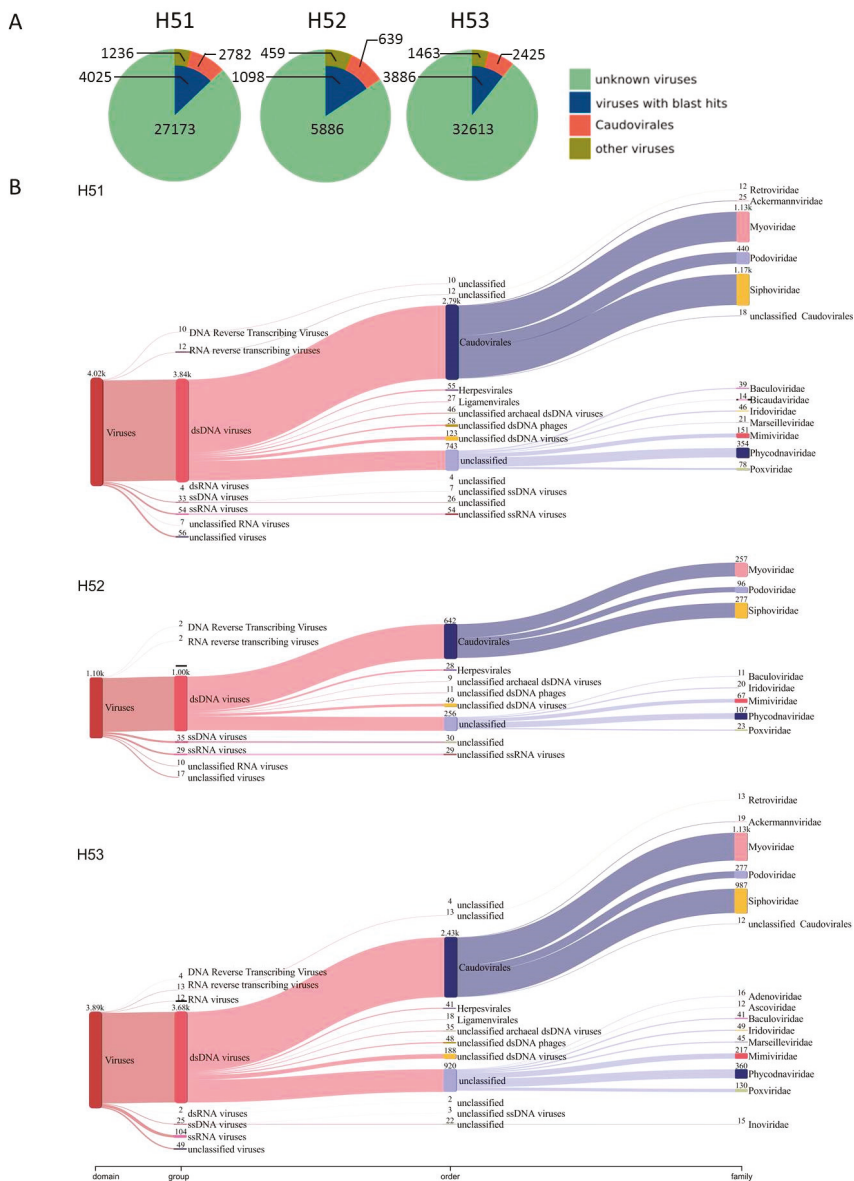 A
H51
H52
H53
1236
2782
4025
27173
459
639
1098
5886
1463
2425
3886
32613
unknown viruses
viruses with blast hits
Caudovirales
other viruses
B
H51
12 Retroviridae
25 Ackermannviridae
1.13k Myoviridae
440 Podoviridae
1.17k Siphoviridae
18 unclassified Caudovirales
10 unclassified
12 unclassified
2.79k Caudovirales
10 DNA Reverse Transcribing Viruses
12 RNA reverse transcribing viruses
4.02k Viruses
3.84k dsDNA viruses
55 Herpesvirales
27 Ligamenvirales
46 unclassified archaeal dsDNA viruses
58 unclassified dsDNA phages
123 unclassified dsDNA viruses
743 unclassified
39 Baculoviridae
14 Bicaudaviridae
46 Iridoviridae
21 Marseilleviridae
151 Mimiviridae
354 Phycodnaviridae
78 Poxviridae
4 dsRNA viruses
33 ssDNA viruses
54 ssRNA viruses
7 unclassified RNA viruses
56 unclassified viruses
4 unclassified
7 unclassified ssDNA viruses
26 unclassified
54 unclassified ssRNA viruses
H52
257 Myoviridae
96 Podoviridae
277 Siphoviridae
2 DNA Reverse Transcribing Viruses
2 RNA reverse transcribing viruses
642 Caudovirales
1.10k Viruses
1.00k dsDNA viruses
28 Herpesvirales
9 unclassified archaeal dsDNA viruses
11 unclassified dsDNA phages
49 unclassified dsDNA viruses
256 unclassified
11 Baculoviridae
20 Iridoviridae
67 Mimiviridae
107 Phycodnaviridae
23 Poxviridae
35 ssDNA viruses
29 ssRNA viruses
10 unclassified RNA viruses
17 unclassified viruses
30 unclassified
29 unclassified ssRNA viruses
H53
13 Retroviridae
19 Ackermannviridae
1.13k Myoviridae
277 Podoviridae
987 Siphoviridae
12 unclassified Caudovirales
4 unclassified
13 unclassified
2.43k Caudovirales
4 DNA Reverse Transcribing Viruses
13 RNA reverse transcribing viruses
12 RNA viruses
3.89k Viruses
3.68k dsDNA viruses
41 Herpesvirales
18 Ligamenvirales
35 unclassified archaeal dsDNA viruses
48 unclassified dsDNA phages
188 unclassified dsDNA viruses
920 unclassified
16 Adenoviridae
12 Ascoviridae
41 Baculoviridae
49 Iridoviridae
45 Marseilleviridae
217 Mimiviridae
360 Phycodnaviridae
130 Poxviridae
2 dsRNA viruses
25 ssDNA viruses
104 ssRNA viruses
49 unclassified viruses
2 unclassified
3 unclassified ssDNA viruses
22 unclassified
15 Inoviridae
domain
group
order
family